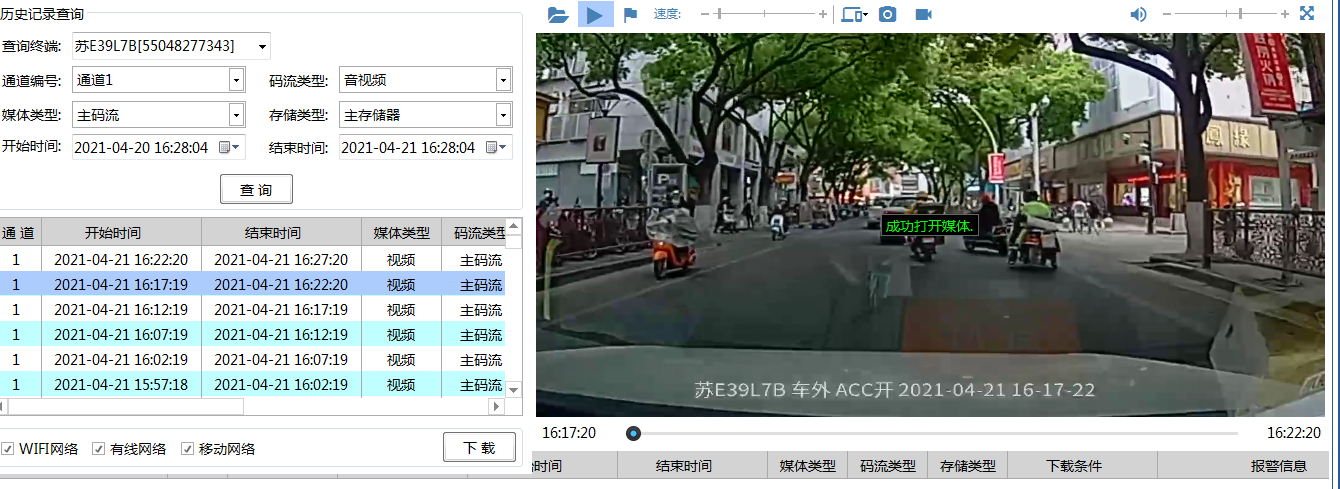 历史记录查询
查询终端: 苏E39L7B[55048277343]
通道编号: 通道1 码流类型: 音视频
媒体类型: 主码流 存储类型: 主存储器
开始时间: 2021-04-20 16:28:04 结束时间: 2021-04-21 16:28:04
查 询
通 道 开始时间 结束时间 媒体类型 码流类型
1 2021-04-21 16:22:20 2021-04-21 16:27:20 视频 主码流
1 2021-04-21 16:17:19 2021-04-21 16:22:20 视频 主码流
1 2021-04-21 16:12:19 2021-04-21 16:17:19 视频 主码流
1 2021-04-21 16:07:19 2021-04-21 16:12:19 视频 主码流
1 2021-04-21 16:02:19 2021-04-21 16:07:19 视频 主码流
1 2021-04-21 15:57:18 2021-04-21 16:02:19 视频 主码流
WIFI网络 有线网络 移动网络 下 载
速度:
成功打开媒体.
苏E39L7B 车外 ACC开 2021-04-21 16-17-22
16:17:20 16:22:20
时间 结束时间 媒体类型 码流类型 存储类型 下载条件 报警信息